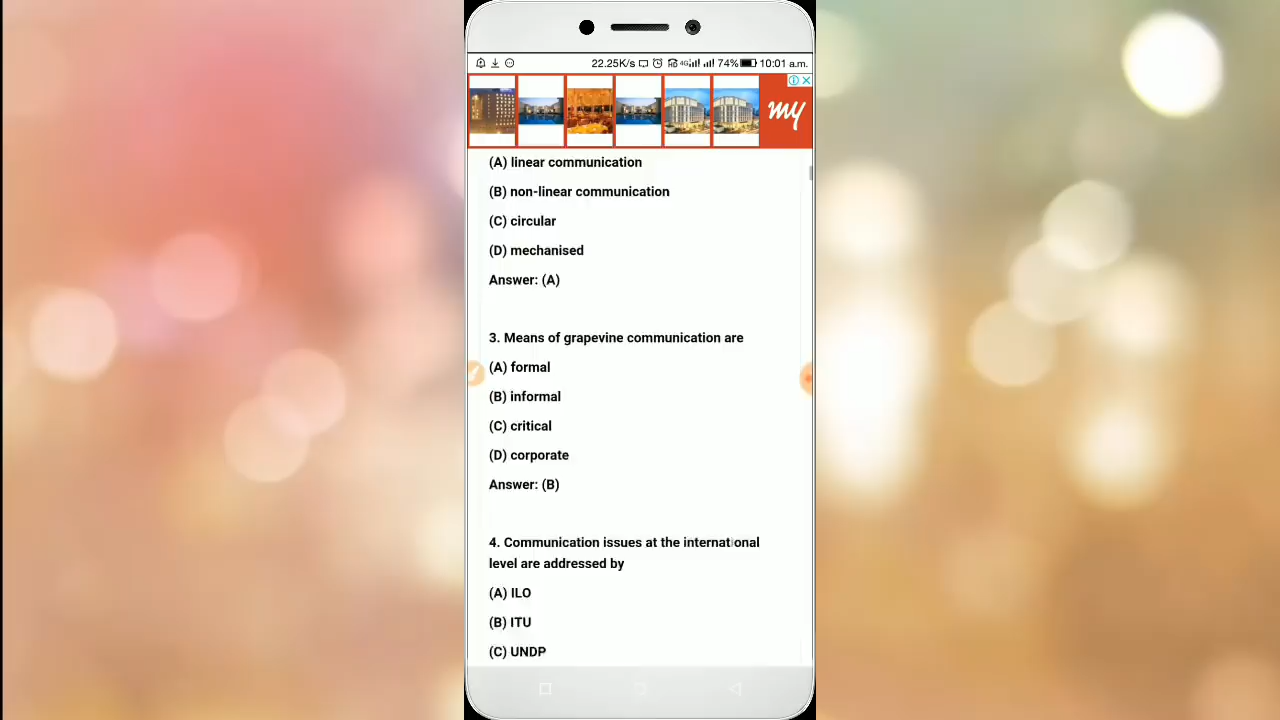 22.25K/s 4G 74% 10:01 a.m.
my
(A) linear communication
(B) non-linear communication
(C) circular
(D) mechanised
Answer: (A)
3. Means of grapevine communication are
(A) formal
(B) informal
(C) critical
(D) corporate
Answer: (B)
4. Communication issues at the international
level are addressed by
(A) ILO
(B) ITU
(C) UNDP